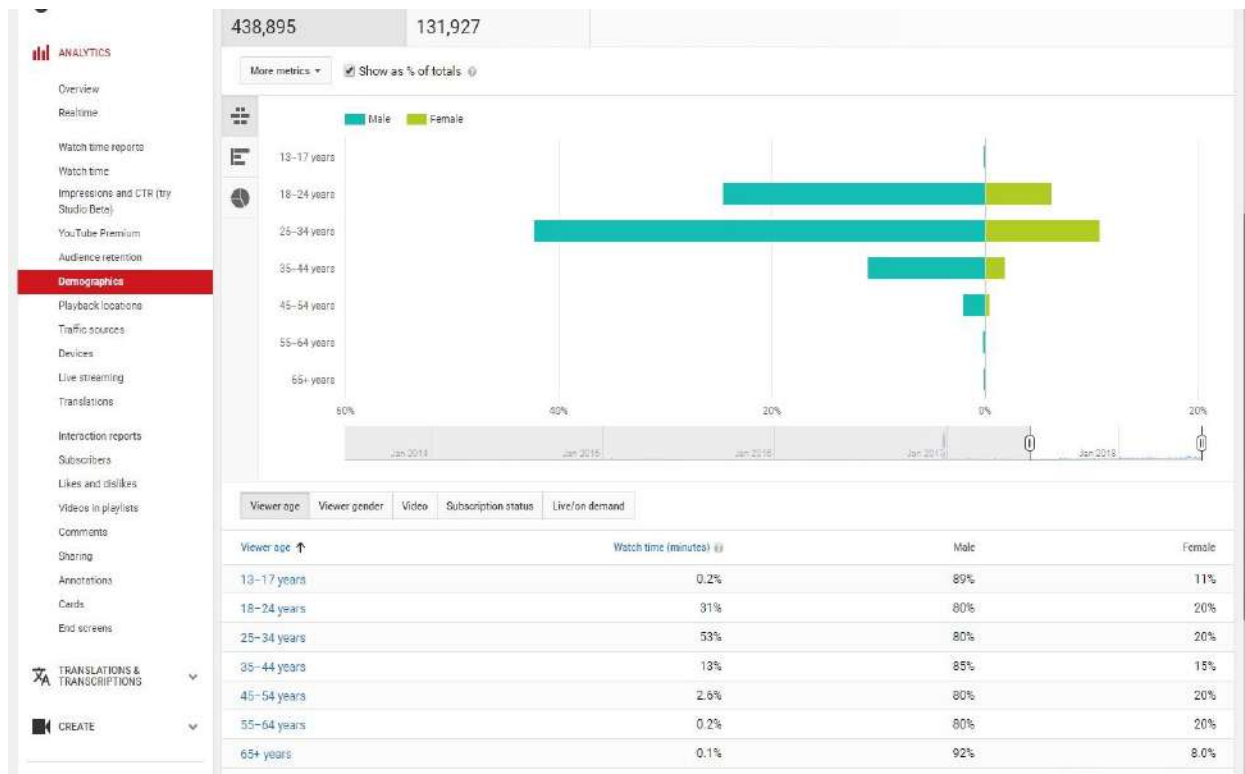 438,895
131,927
ANALYTICS
Overview
Realtime
Watch time reports
Watch time
Impressions and CTR (try
Studio Beta)
YouTube Premium
Audience retention
Demographics
Playback locations
Traffic sources
Devices
Live streaming
Translations
Interaction reports
Subscribers
Likes and dislikes
Videos in playlists
Comments
Sharing
Annotations
Cards
End screens
TRANSLATIONS &
TRANSCRIPTIONS
CREATE
More metrics
Show as % of totals
Male Female
13–17 years
18–24 years
25–34 years
35–44 years
45–54 years
55–64 years
65+ years
60% 40% 20% 0% 20%
Jan 2014 Jan 2015 Jan 2016 Jan 2017 Jan 2018
Viewer age Viewer gender Video Subscription status Live/on demand
Viewer age Watch time (minutes) Male Female
13–17 years 0.2% 89% 11%
18–24 years 31% 80% 20%
25–34 years 53% 80% 20%
35–44 years 13% 85% 15%
45–54 years 2.6% 80% 20%
55–64 years 0.2% 80% 20%
65+ years 0.1% 92% 8.0%